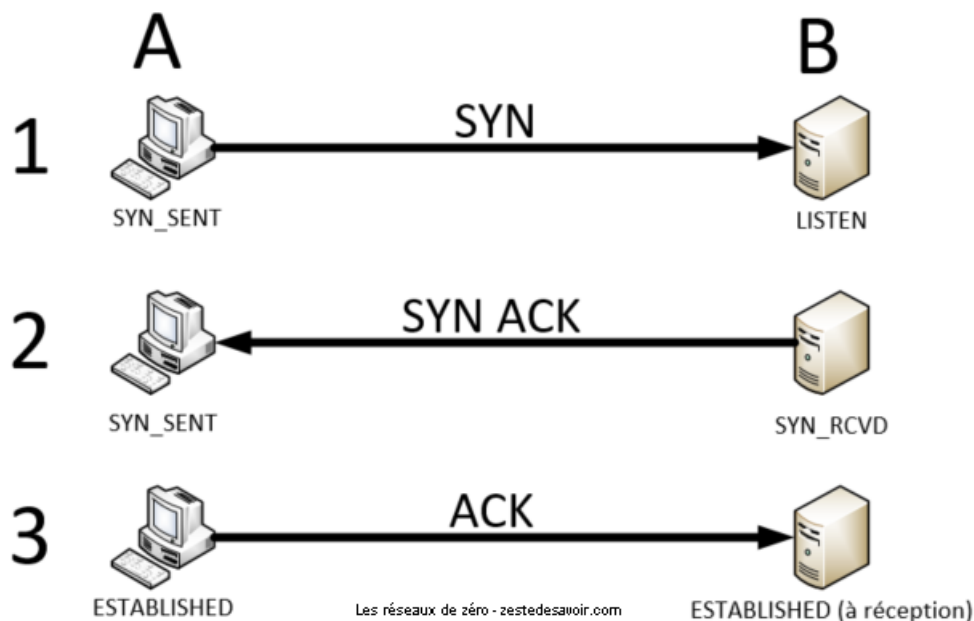 A
B
1
SYN
SYN_SENT
LISTEN
2
SYN ACK
SYN_SENT
SYN_RCVD
3
ACK
ESTABLISHED
Les réseaux de zéro - zestedesavoir.com
ESTABLISHED (à réception)